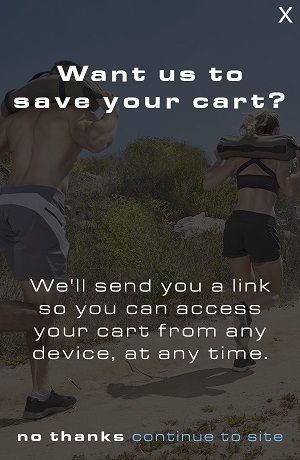 X
Want us to
save your cart?
We'll send you a link
so you can access
your cart from any
device, at any time.
no thanks continue to site